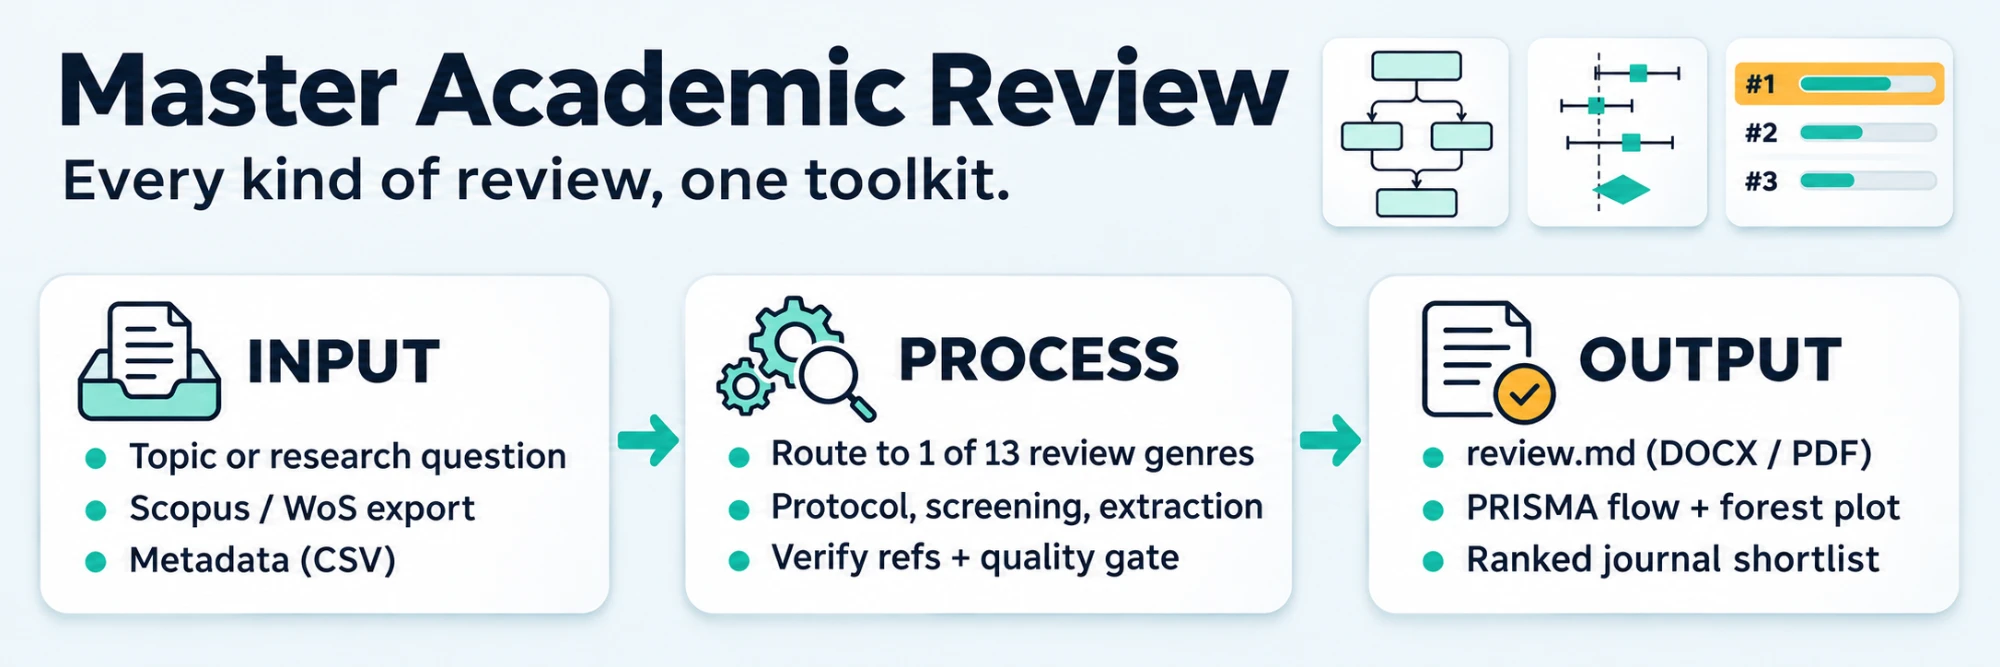 Master Academic Review
Every kind of review, one toolkit.
#1
#2
#3
INPUT
Topic or research question
Scopus / WoS export
Metadata (CSV)
PROCESS
Route to 1 of 13 review genres
Protocol, screening, extraction
Verify refs + quality gate
OUTPUT
review.md (DOCX / PDF)
PRISMA flow + forest plot
Ranked journal shortlist